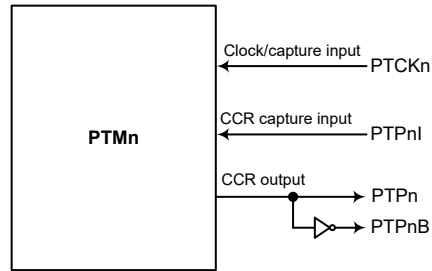 Clock/capture input
PTCKn
PTMn
CCR capture input
PTPnI
CCR output
PTPn
PTPnB